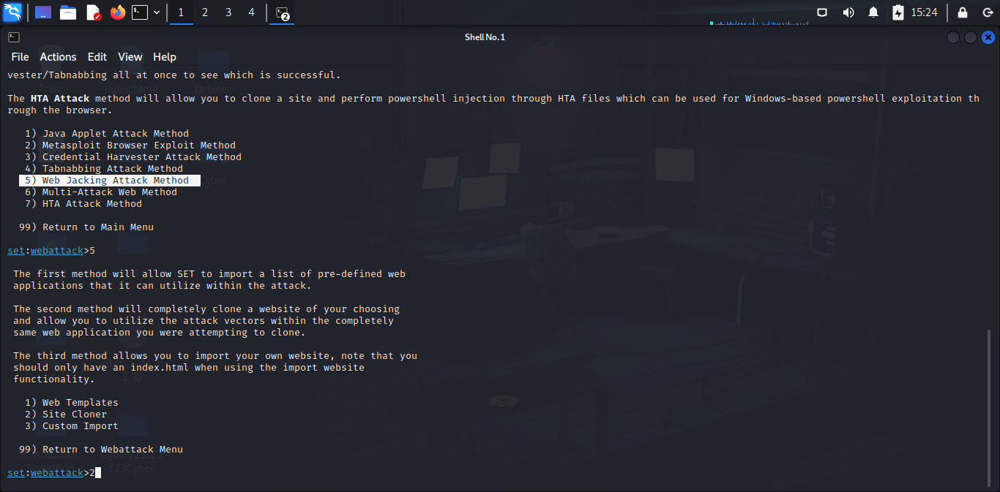 1 2 3 4 2 15:24
Shell No. 1
File Actions Edit View Help
vester/Tabnabbing all at once to see which is successful.
The HTA Attack method will allow you to clone a site and perform powershell injection through HTA files which can be used for Windows-based powershell exploitation th
rough the browser.
1) Java Applet Attack Method
2) Metasploit Browser Exploit Method
3) Credential Harvester Attack Method
4) Tabnabbing Attack Method
5) Web Jacking Attack Method
6) Multi-Attack Web Method
7) HTA Attack Method
99) Return to Main Menu
set:webattack>5
The first method will allow SET to import a list of pre-defined web
applications that it can utilize within the attack.
The second method will completely clone a website of your choosing
and allow you to utilize the attack vectors within the completely
same web application you were attempting to clone.
The third method allows you to import your own website, note that you
should only have an index.html when using the import website
functionality.
1) Web Templates
2) Site Cloner
3) Custom Import
99) Return to Webattack Menu
set:webattack>2
Trash
index.html
Drivers
1.32
123Cyber